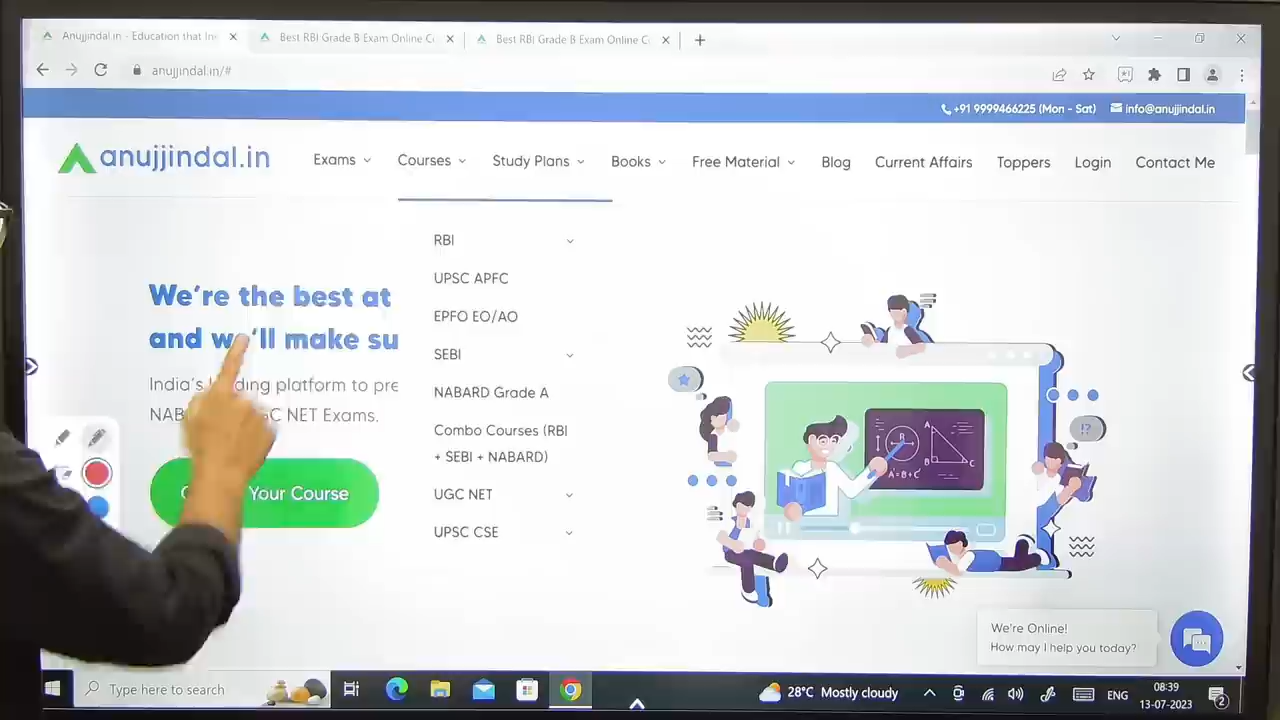 Anujjindal.in - Education that In
Best RBI Grade B Exam Online C
Best RBI Grade B Exam Online C
anujjindal.in/#
+91 9999466225 (Mon - Sat) info@anujjindal.in
anujjindal.in
Exams Courses Study Plans Books Free Material Blog Current Affairs Toppers Login Contact Me
RBI
UPSC APFC
EPFO EO/AO
SEBI
NABARD Grade A
Combo Courses (RBI
+ SEBI + NABARD)
UGC NET
UPSC CSE
We're the best at
and we'll make su
India's platform to pre
NET Exams.
Your Course
A
B
C
R
A²=B²+C²
!?
We're Online!
How may I help you today?
Type here to search
28°C Mostly cloudy
ENG
08:39
13-07-2023
2